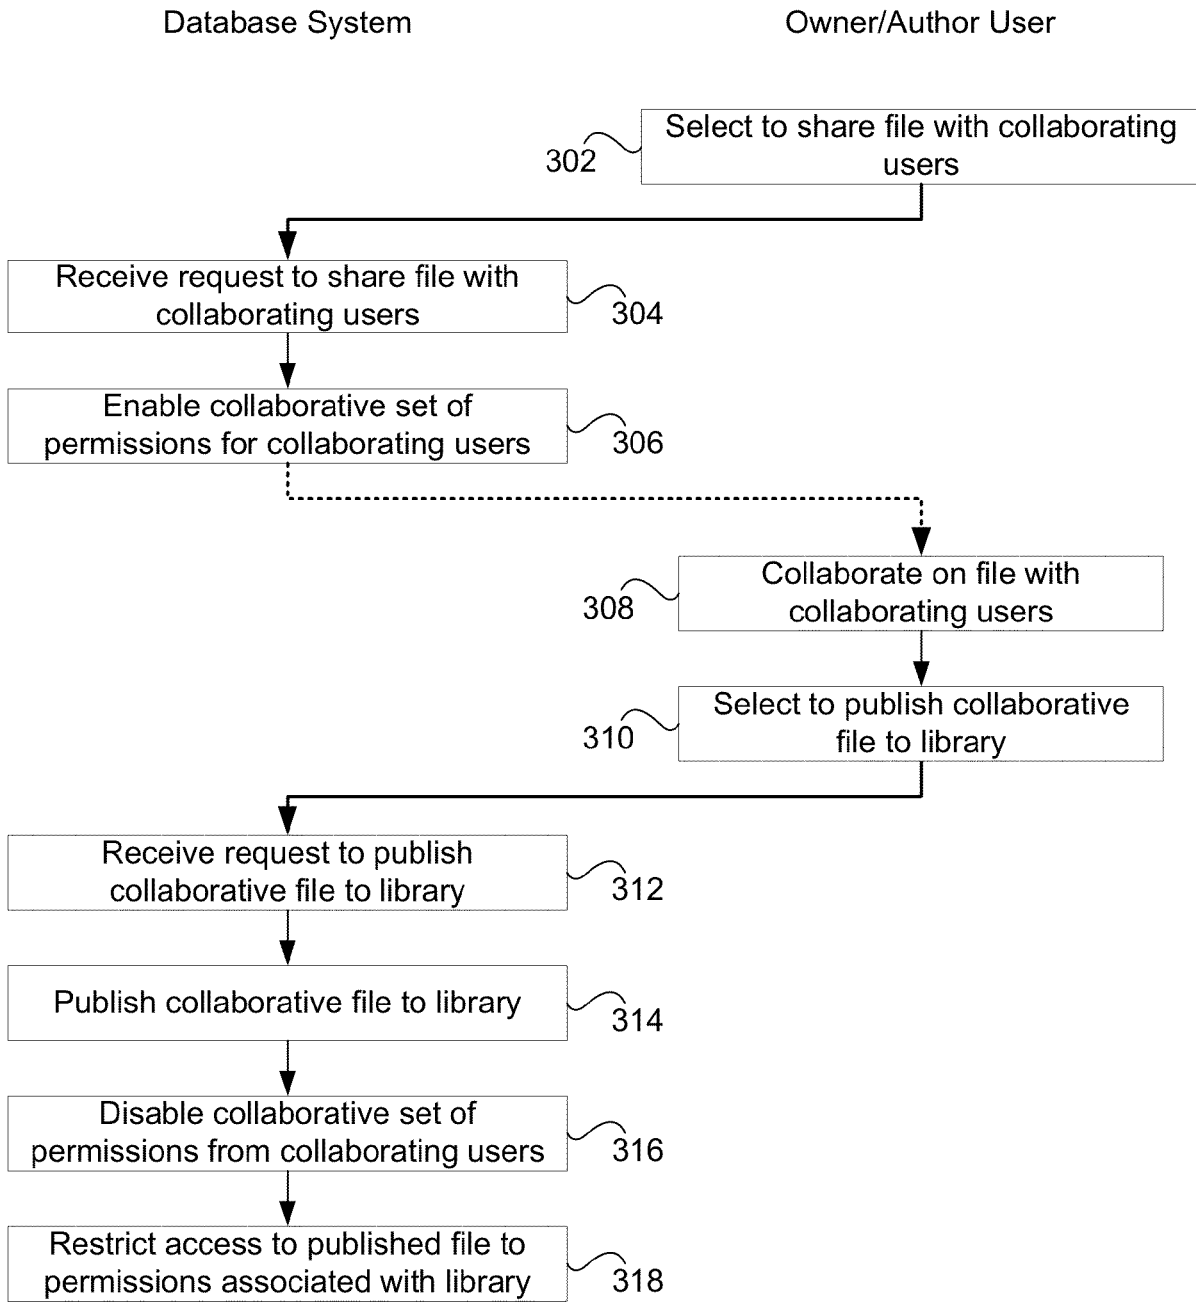 Database System
Owner/Author User
Select to share file with collaborating
users
302
Receive request to share file with
collaborating users
304
Enable collaborative set of
permissions for collaborating users
306
Collaborate on file with
collaborating users
308
Select to publish collaborative
file to library
310
Receive request to publish
collaborative file to library
312
Publish collaborative file to library
314
Disable collaborative set of
permissions from collaborating users
316
Restrict access to published file to
permissions associated with library
318